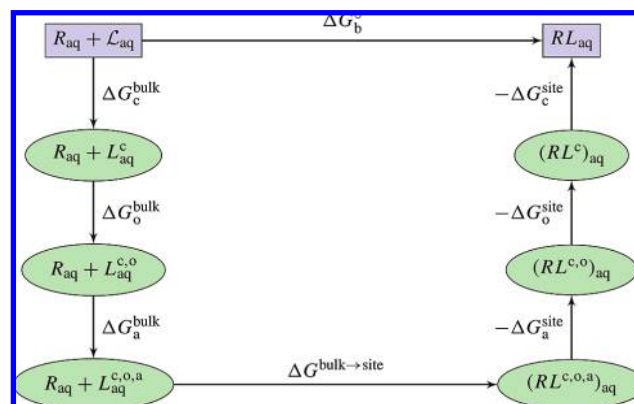 R_aq + ℒ_aq
ΔG_b
RL_aq
ΔG_c^bulk
−ΔG_c^site
R_aq + L_aq^c
(RL^c)_aq
ΔG_o^bulk
−ΔG_o^site
R_aq + L_aq^c,o
(RL^c,o)_aq
ΔG_a^bulk
−ΔG_a^site
R_aq + L_aq^c,o,a
ΔG^bulk→site
(RL^c,o,a)_aq